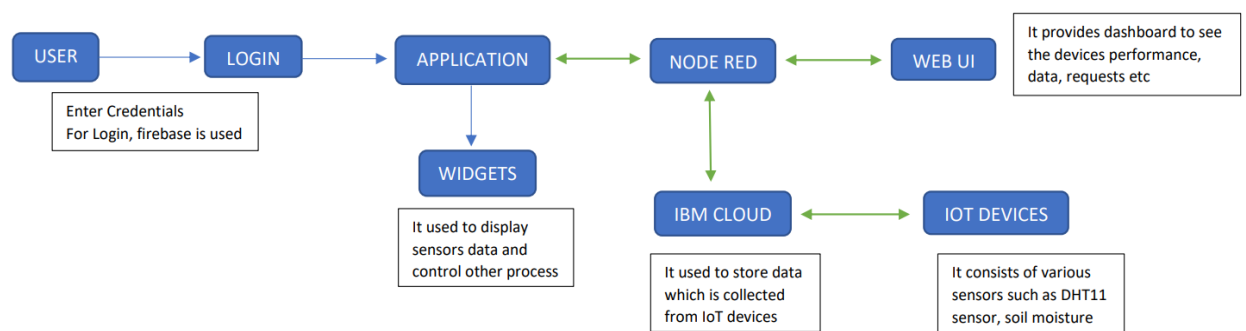 USER
LOGIN
APPLICATION
NODE RED
WEB UI
It provides dashboard to see
the devices performance,
data, requests etc
Enter Credentials
For Login, firebase is used
WIDGETS
It used to display
sensors data and
control other process
IBM CLOUD
IOT DEVICES
It used to store data
which is collected
from IoT devices
It consists of various
sensors such as DHT11
sensor, soil moisture